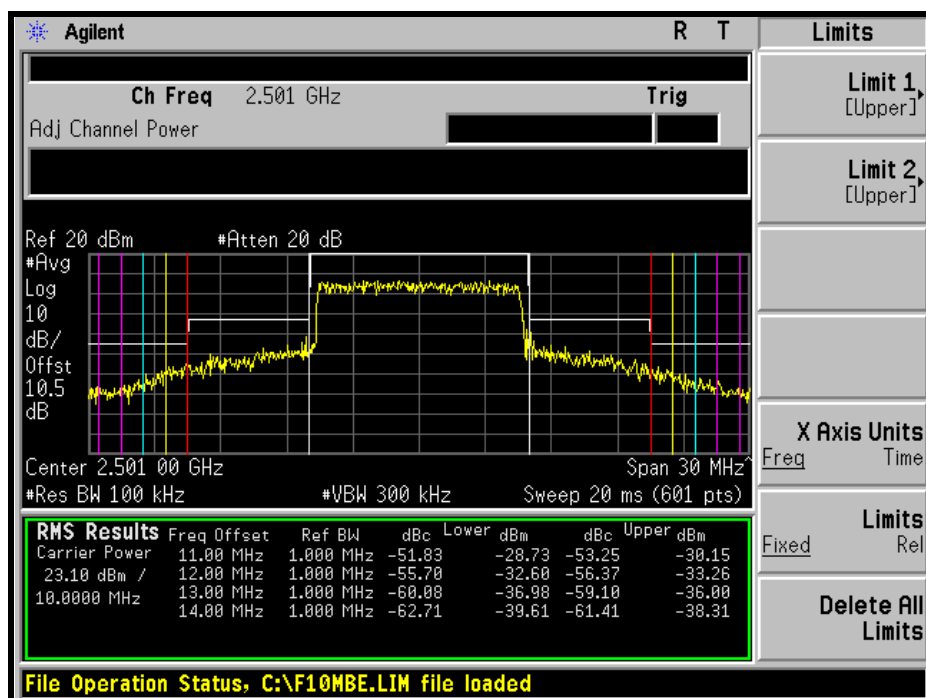 Agilent R T
Ch Freq 2.501 GHz Trig
Adj Channel Power
Ref 20 dBm #Atten 20 dB
#Avg
Log
10
dB/
Offst
10.5
dB
Center 2.501 00 GHz Span 30 MHz^
#Res BW 100 kHz #VBW 300 kHz Sweep 20 ms (601 pts)
RMS Results Freq Offset Ref BW dBc Lower dBm dBc Upper dBm
Carrier Power 11.00 MHz 1.000 MHz -51.83 -28.73 -53.25 -30.15
23.10 dBm / 12.00 MHz 1.000 MHz -55.70 -32.60 -56.37 -33.26
10.0000 MHz 13.00 MHz 1.000 MHz -60.08 -36.98 -59.10 -36.00
14.00 MHz 1.000 MHz -62.71 -39.61 -61.41 -38.31
File Operation Status, C:\F10MBE.LIM file loaded
Limits
Limit 1
[Upper]
Limit 2
[Upper]
X Axis Units
Freq Time
Limits
Fixed Rel
Delete All
Limits